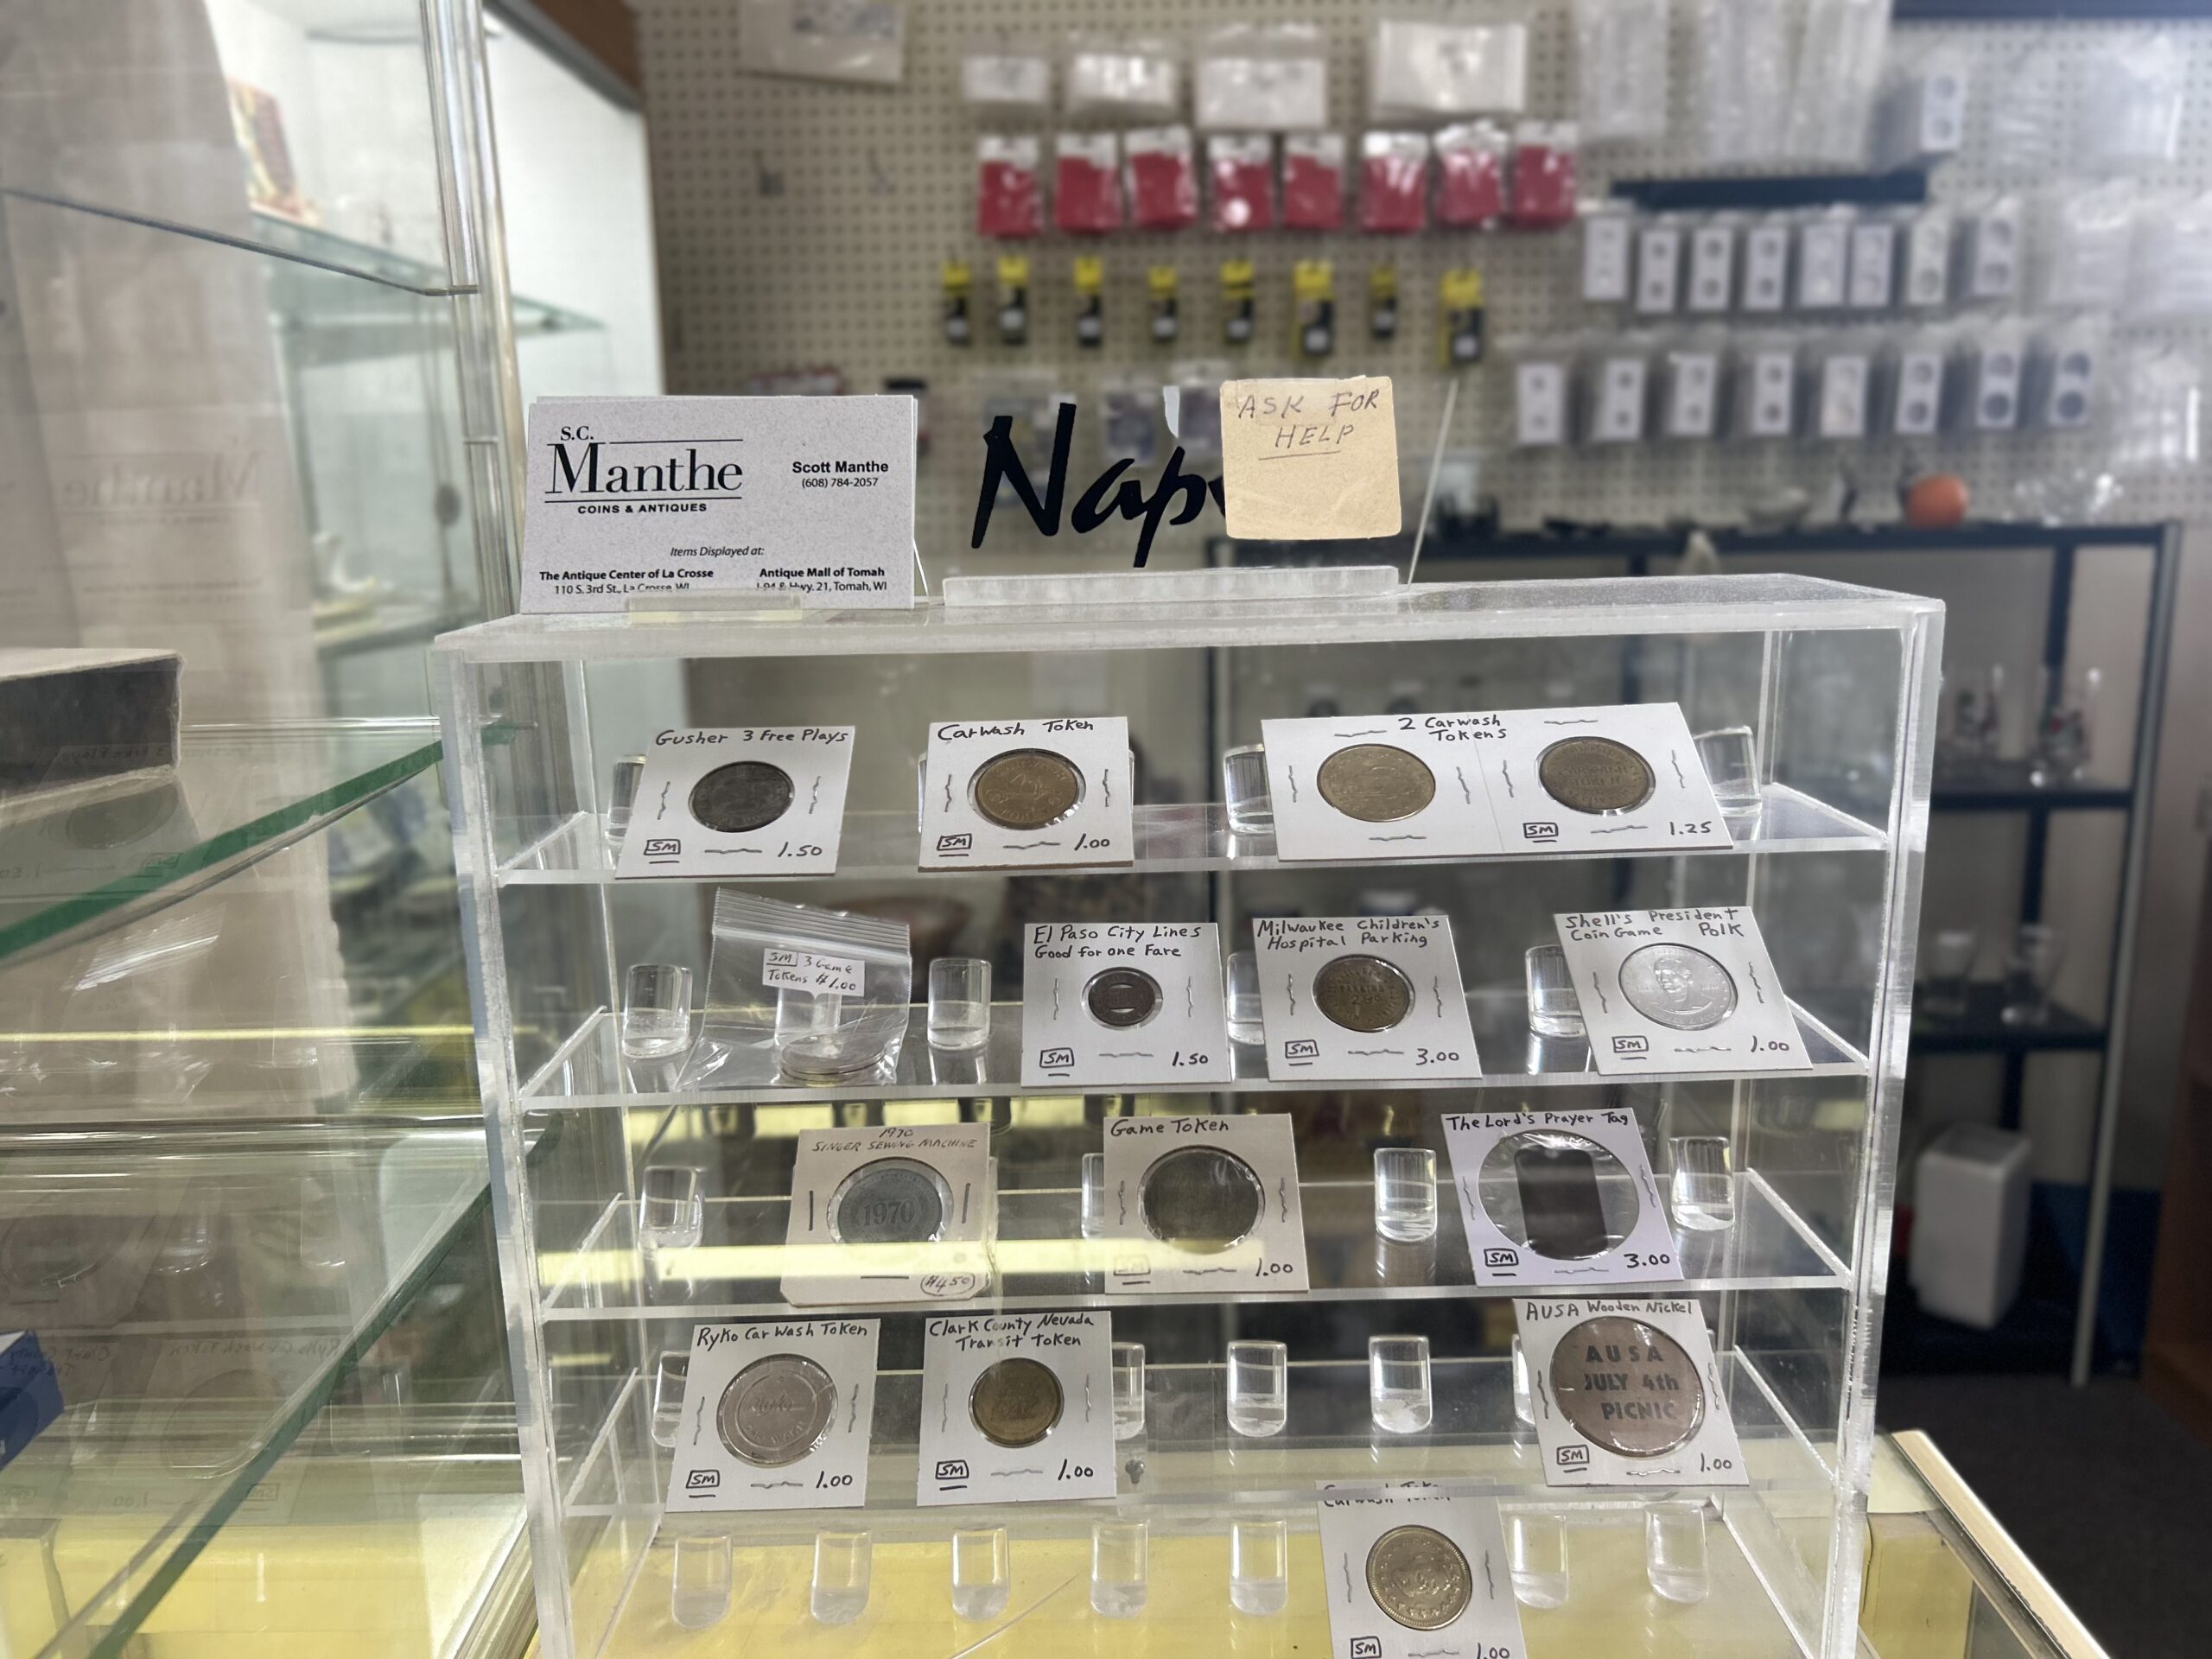 S.C.
Manthe
COINS & ANTIQUES
Scott Manthe
(608) 784-2057
Items Displayed at:
The Antique Center of La Crosse
110 S. 3rd St., La Crosse, WI
Antique Mall of Tomah
I-94 & Hwy. 21, Tomah, WI
Nap
ASK FOR
HELP
Gusher 3 Free Plays
SM 1.50
Carwash Token
SM 1.00
2 Carwash
Tokens
SM 1.25
SM 3 Game
Tokens $1.00
El Paso City Lines
Good for one Fare
SM 1.50
Milwaukee Children's
Hospital Parking
SM 3.00
Shell's President
Coin Game Polk
SM 1.00
1970
SINGER SEWING MACHINE
1970
$4.50
Game Token
SM 1.00
The Lord's Prayer Tag
SM 3.00
Ryko Car Wash Token
SM 1.00
Clark County Nevada
Transit Token
SM 1.00
AUSA Wooden Nickel
AUSA
JULY 4th
PICNIC
SM 1.00
Carwash Token
SM 1.00